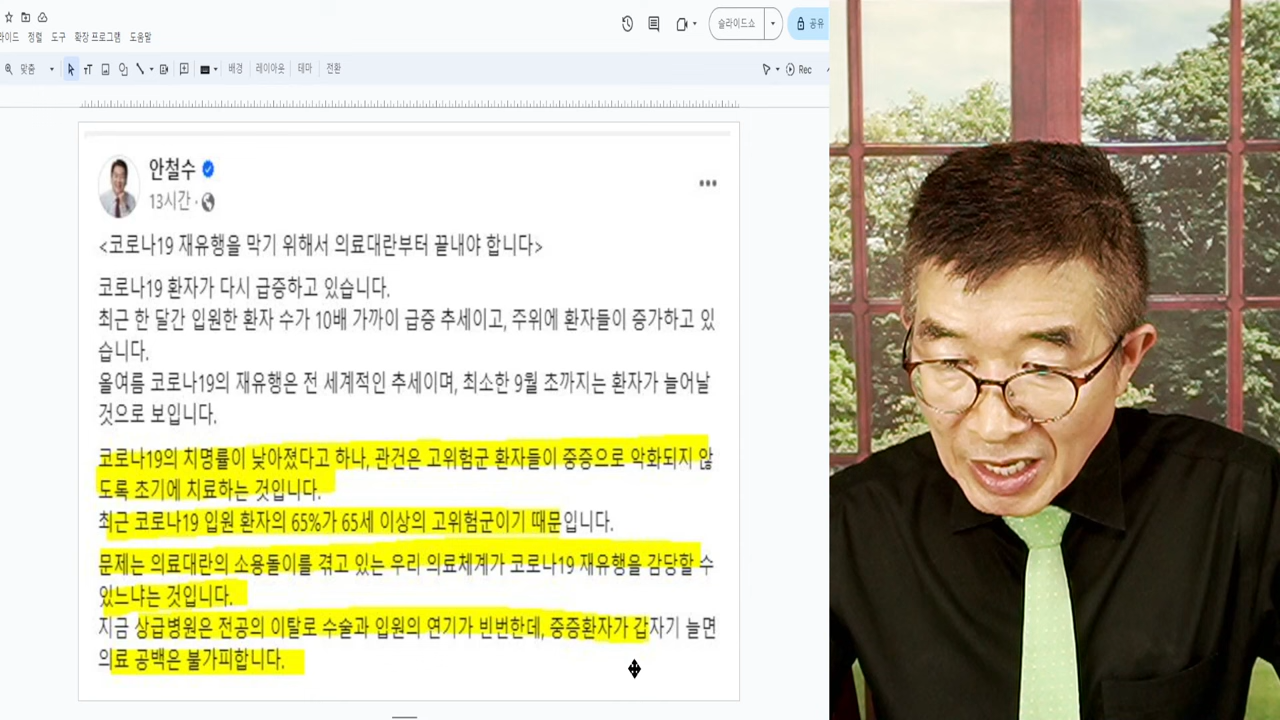 라이드 정렬 도구 확장 프로그램 도움말
슬라이드쇼
공유
맞춤
배경 레이아웃 테마 전환
Rec
안철수
13시간
<코로나19 재유행을 막기 위해서 의료대란부터 끝내야 합니다>
코로나19 환자가 다시 급증하고 있습니다.
최근 한 달간 입원한 환자 수가 10배 가까이 급증 추세이고, 주위에 환자들이 증가하고 있
습니다.
올여름 코로나19의 재유행은 전 세계적인 추세이며, 최소한 9월 초까지는 환자가 늘어날
것으로 보입니다.
코로나19의 치명률이 낮아졌다고 하나, 관건은 고위험군 환자들이 중증으로 악화되지 않
도록 초기에 치료하는 것입니다.
최근 코로나19 입원 환자의 65%가 65세 이상의 고위험군이기 때문입니다.
문제는 의료대란의 소용돌이를 겪고 있는 우리 의료체계가 코로나19 재유행을 감당할 수
있느냐는 것입니다.
지금 상급병원은 전공의 이탈로 수술과 입원의 연기가 빈번한데, 중증환자가 갑자기 늘면
의료 공백은 불가피합니다.